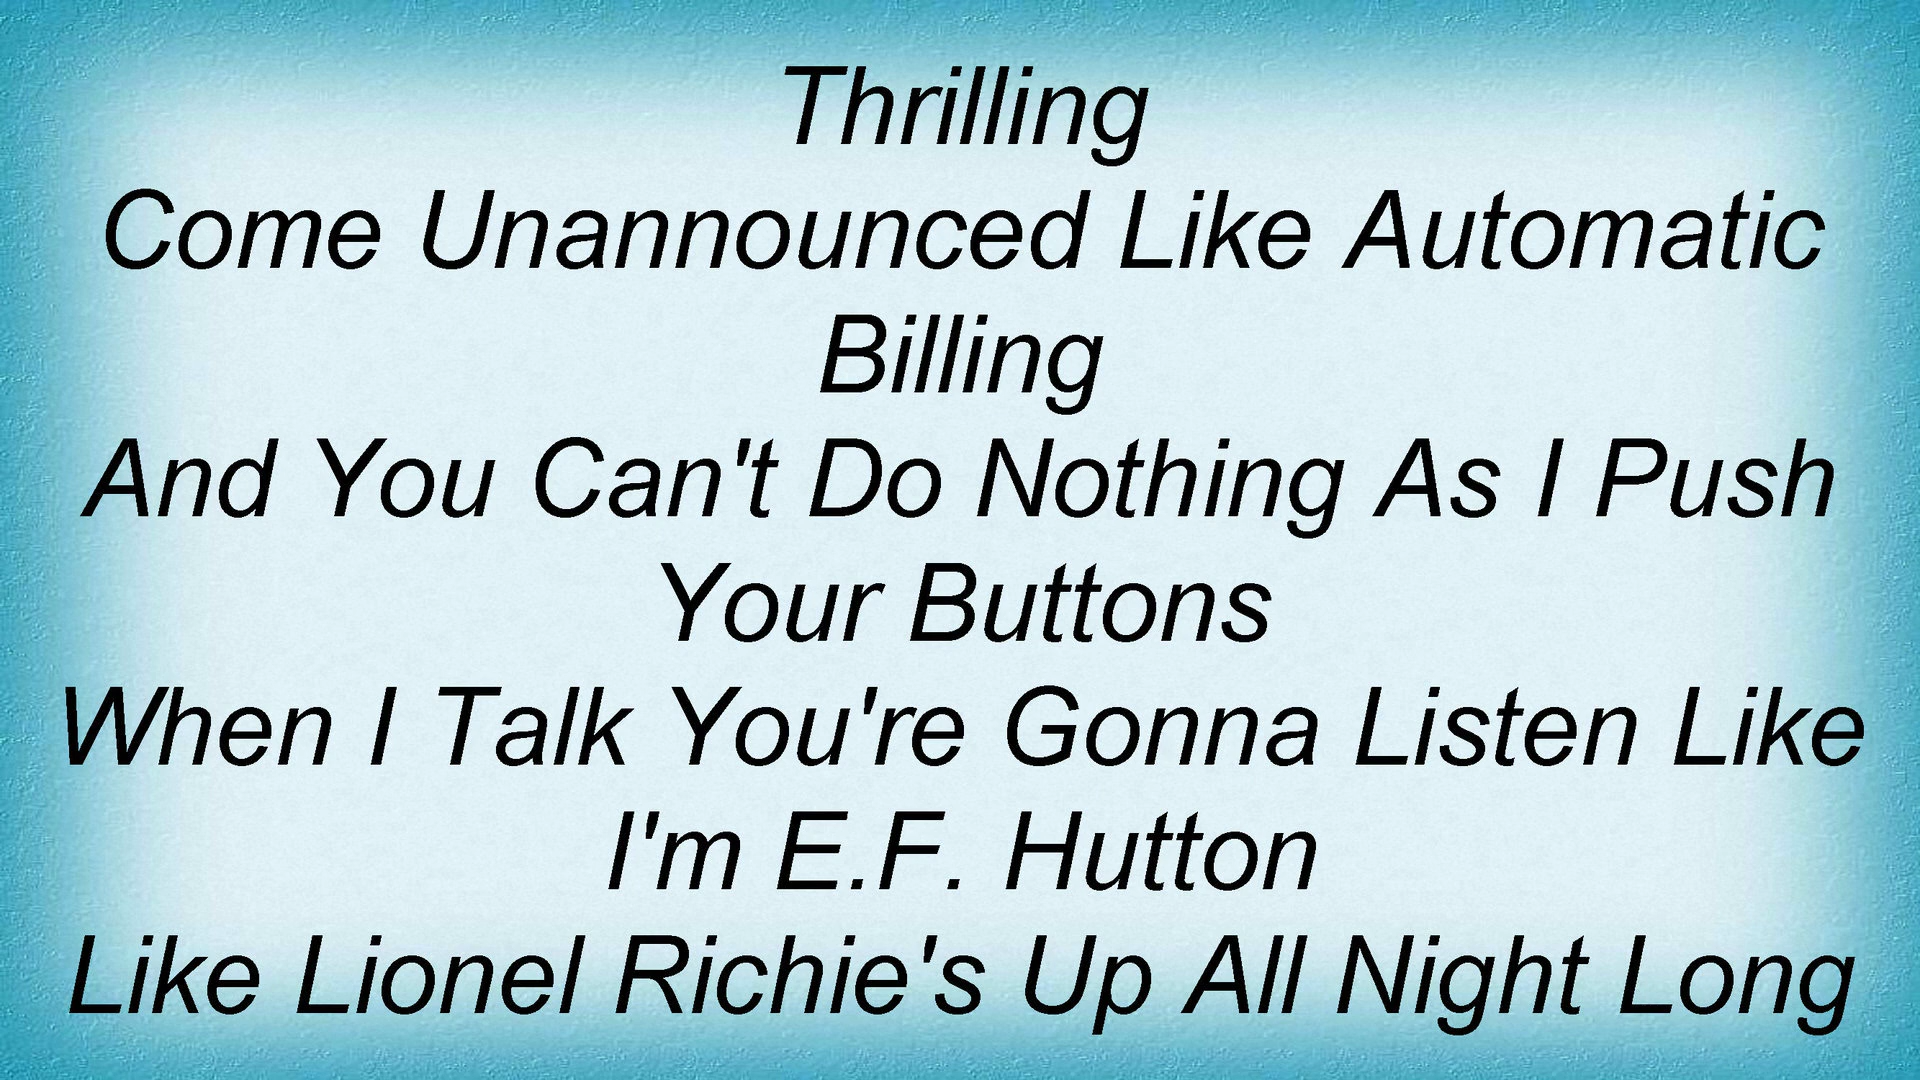 Thrilling
Come Unannounced Like Automatic
Billing
And You Can't Do Nothing As I Push
Your Buttons
When I Talk You're Gonna Listen Like
I'm E.F. Hutton
Like Lionel Richie's Up All Night Long